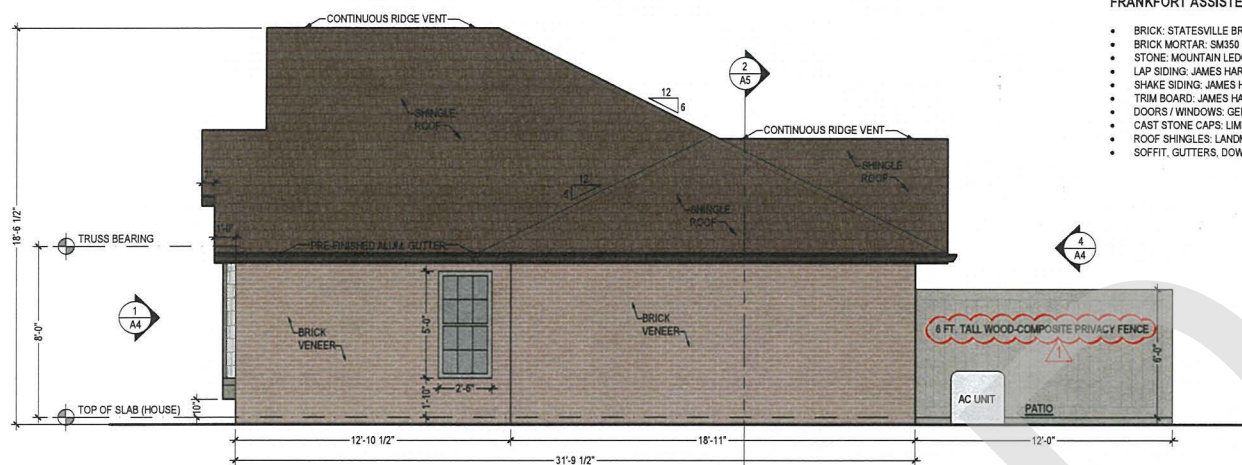 CONTINUOUS RIDGE VENT
SHINGLE
ROOF
12
6
2
A5
CONTINUOUS RIDGE VENT
SHINGLE
ROOF
12
SHINGLE
ROOF
18'-6 1/2"
TRUSS BEARING
1'-0"
PRE-FINISHED ALUM. GUTTER
4
A4
1
A4
8'-0"
BRICK
VENEER
5'-0"
2'-6"
1'-10"
BRICK
VENEER
6 FT. TALL WOOD-COMPOSITE PRIVACY FENCE
1
6'-0"
AC UNIT
PATIO
TOP OF SLAB (HOUSE)
10"
12'-10 1/2"
18'-11"
12'-0"
31'-9 1/2"
FRANKFORT ASSISTE
• BRICK: STATESVILLE BR
• BRICK MORTAR: SM350
• STONE: MOUNTAIN LEDG
• LAP SIDING: JAMES HAR
• SHAKE SIDING: JAMES H
• TRIM BOARD: JAMES HA
• DOORS / WINDOWS: GE
• CAST STONE CAPS: LIM
• ROOF SHINGLES: LANDM
• SOFFIT, GUTTERS, DOW